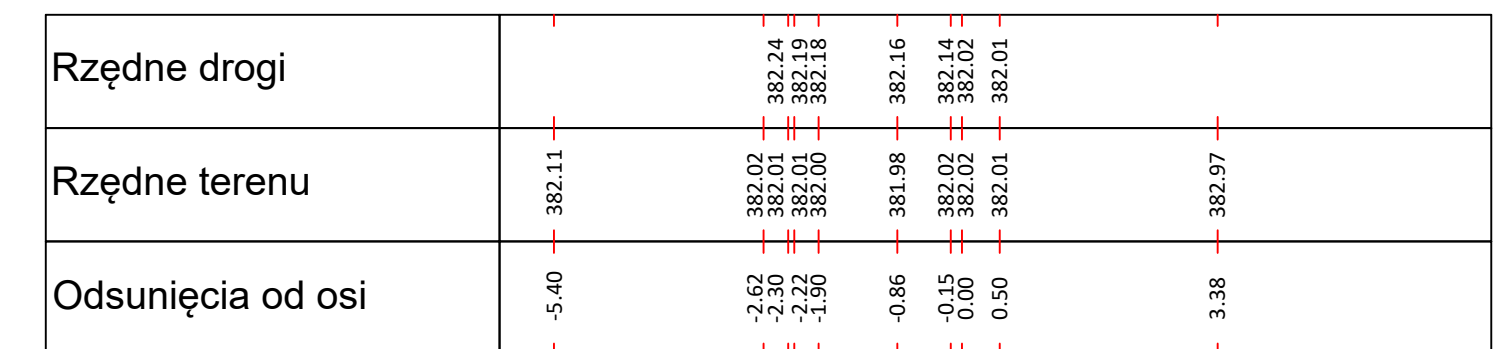 Rzędne drogi 382.24 382.19 382.18 382.16 382.14 382.02 382.01
Rzędne terenu 382.11 382.02 382.01 382.01 382.00 381.98 382.02 382.02 382.01 382.97
Odsunięcia od osi -5.40 -2.62 -2.30 -2.22 -1.90 -0.86 -0.15 0.00 0.50 3.38